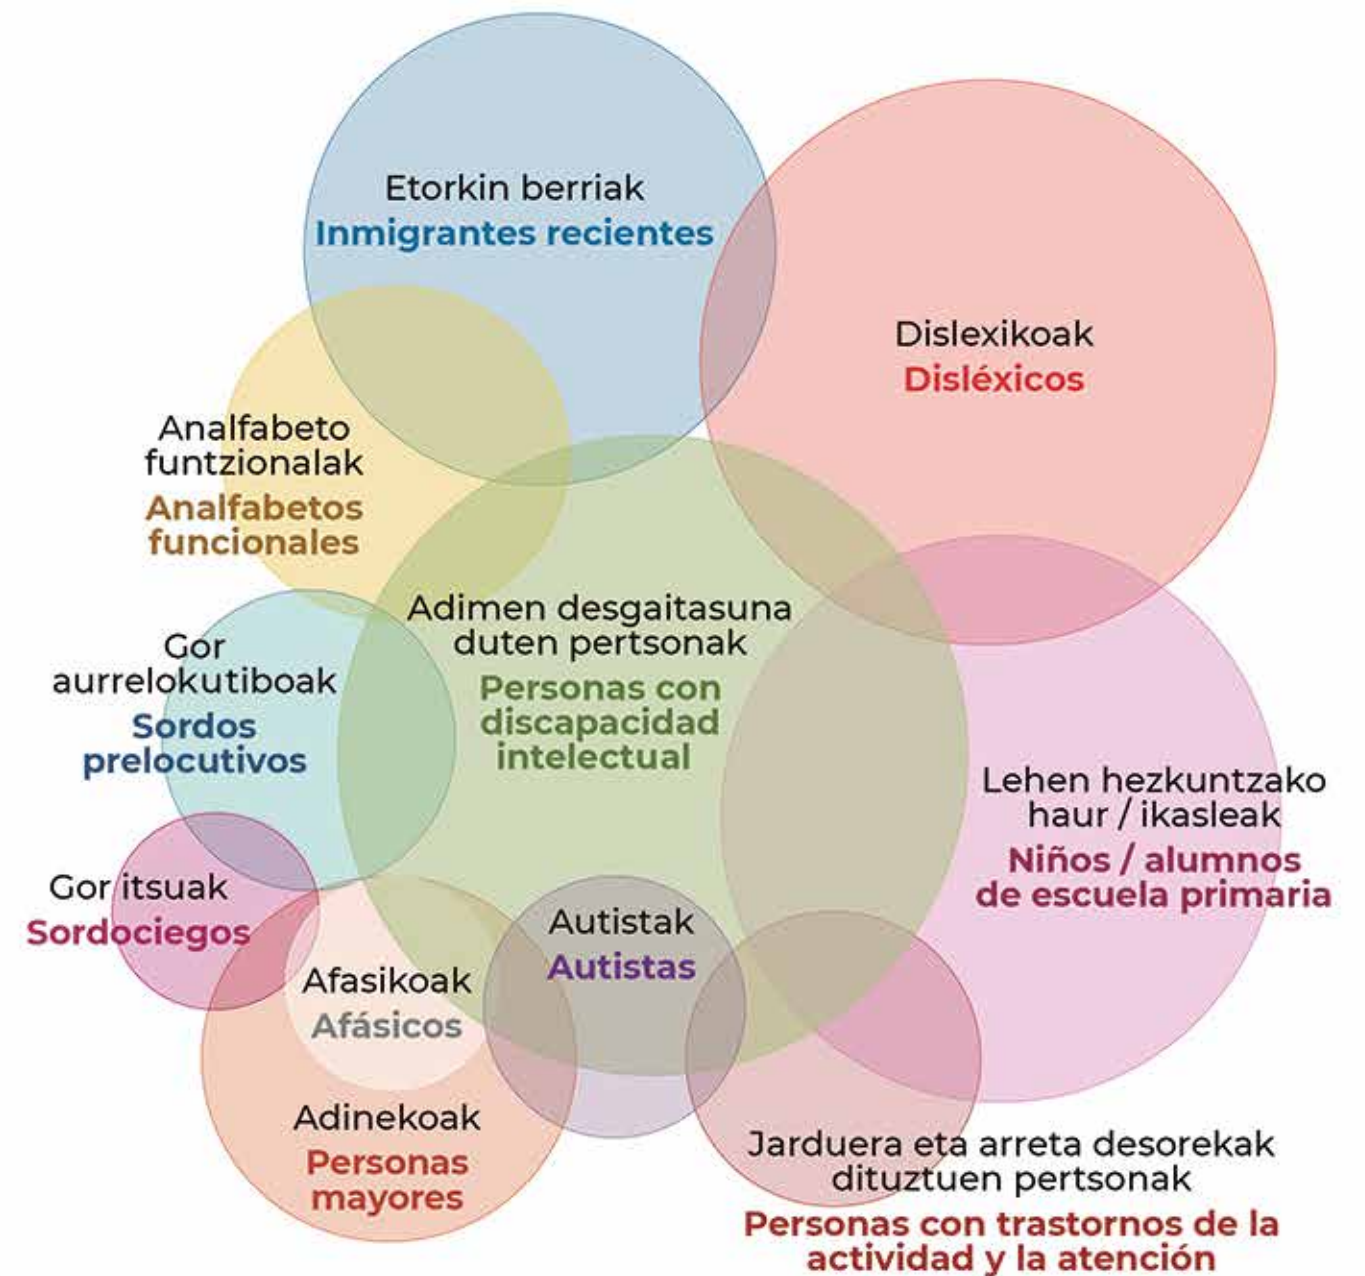 Etorkin berriak
Inmigrantes recientes
Dislexikoak
Disléxicos
Analfabeto
funtzionalak
Analfabetos
funcionales
Adimen desgaitasuna
duten pertsonak
Personas con
discapacidad
intelectual
Gor
aurrelokutiboak
Sordos
prelocutivos
Lehen hezkuntzako
haur / ikasleak
Niños / alumnos
de escuela primaria
Gor itsuak
Sordociegos
Autistak
Autistas
Afasikoak
Afásicos
Adinekoak
Personas
mayores
Jarduera eta arreta desorekak
dituztuen pertsonak
Personas con trastornos de la
actividad y la atención